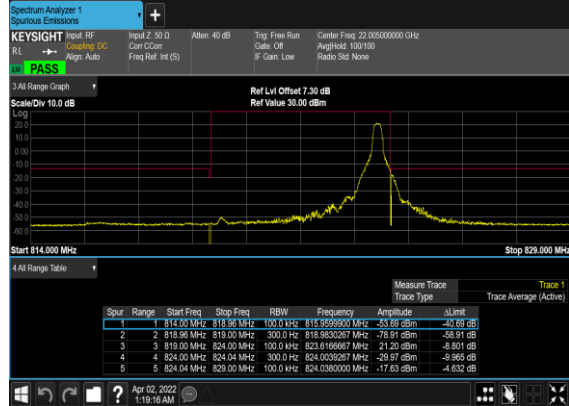 Spectrum Analyzer 1
Spurious Emissions
+
KEYSIGHT Input: RF Input Z: 50 Ω Atten: 40 dB Trig: Free Run Center Freq: 22.005000000 GHz
RL Coupling: DC Corr CCorr Gate: Off Avg|Hold: 100/100
Align: Auto Freq Ref: Int (S) IF Gain: Low Radio Std: None
LXI PASS
3 All Range Graph
Ref Lvl Offset 7.30 dB
Scale/Div 10.0 dB Ref Value 30.00 dBm
Log
20.0
10.0
0.00
-10.0
-20.0
-30.0
-40.0
-50.0
-60.0
Start 814.000 MHz Stop 829.000 MHz
4 All Range Table
Measure Trace Trace 1
Trace Type Trace Average (Active)
Spur Range Start Freq Stop Freq RBW Frequency Amplitude ΔLimit
1 1 814.00 MHz 818.96 MHz 100.0 kHz 815.9599900 MHz -53.69 dBm -40.69 dB
2 2 818.96 MHz 819.00 MHz 300.0 Hz 818.9830267 MHz -78.91 dBm -58.91 dB
3 3 819.00 MHz 824.00 MHz 100.0 kHz 823.6166667 MHz 21.20 dBm -8.801 dB
4 4 824.00 MHz 824.04 MHz 300.0 Hz 824.0039267 MHz -29.97 dBm -9.965 dB
5 5 824.04 MHz 829.00 MHz 100.0 kHz 824.0380000 MHz -17.63 dBm -4.632 dB
? Apr 02, 2022
1:19:16 AM